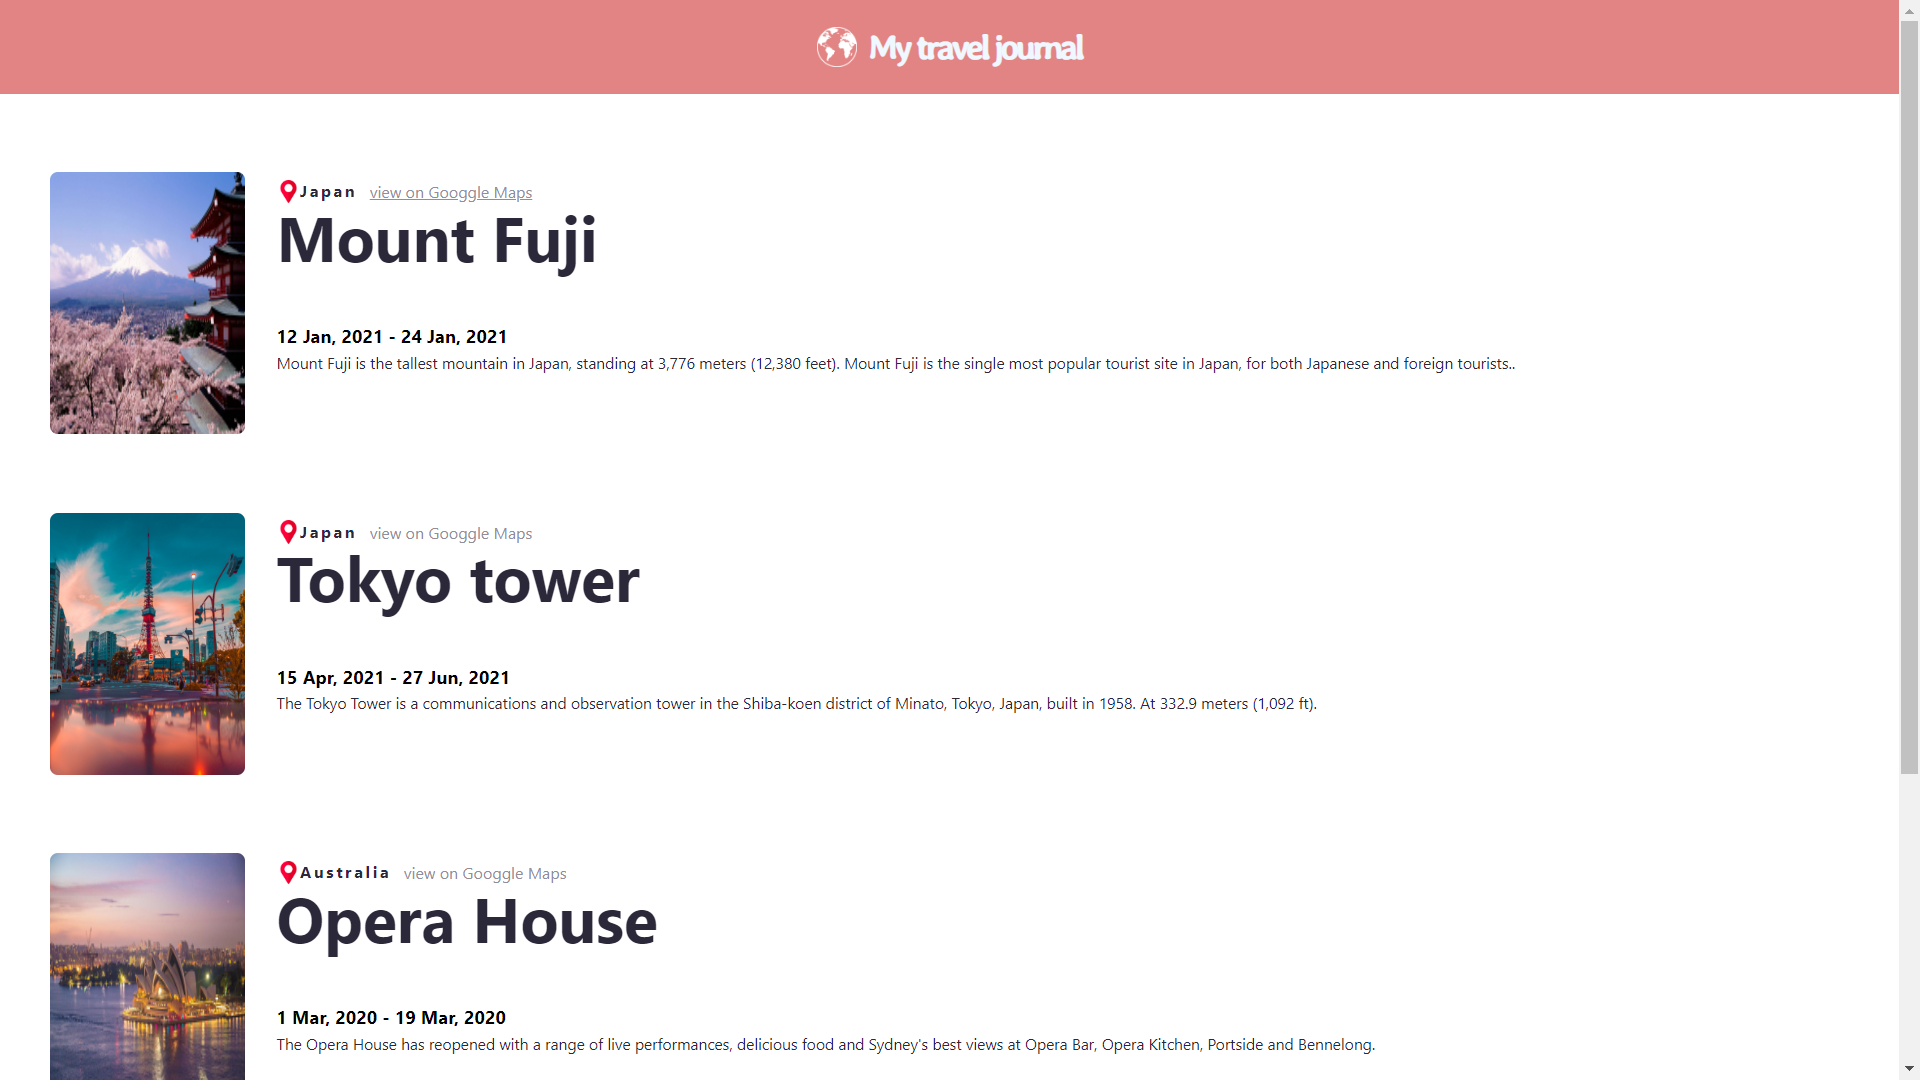 My travel journal
Japan view on Googgle Maps
Mount Fuji
12 Jan, 2021 - 24 Jan, 2021
Mount Fuji is the tallest mountain in Japan, standing at 3,776 meters (12,380 feet). Mount Fuji is the single most popular tourist site in Japan, for both Japanese and foreign tourists..
Japan view on Googgle Maps
Tokyo tower
15 Apr, 2021 - 27 Jun, 2021
The Tokyo Tower is a communications and observation tower in the Shiba-koen district of Minato, Tokyo, Japan, built in 1958. At 332.9 meters (1,092 ft).
Australia view on Googgle Maps
Opera House
1 Mar, 2020 - 19 Mar, 2020
The Opera House has reopened with a range of live performances, delicious food and Sydney's best views at Opera Bar, Opera Kitchen, Portside and Bennelong.